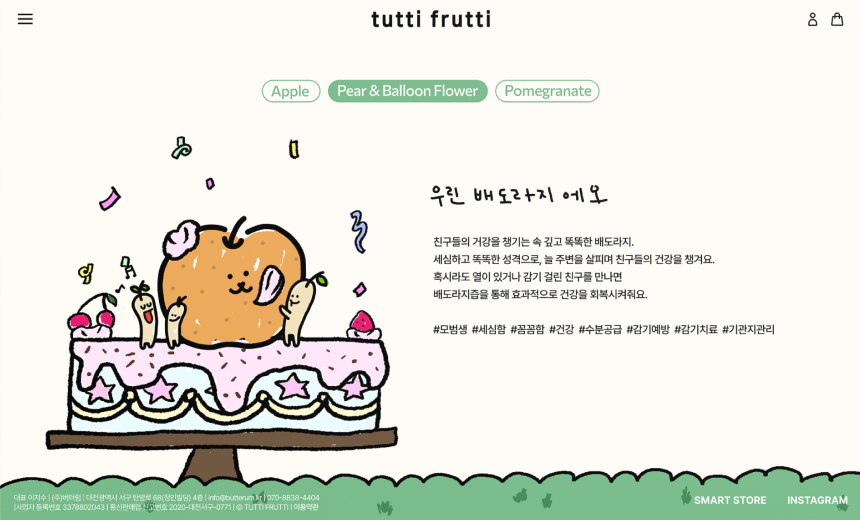 tutti frutti
Apple
Pear & Balloon Flower
Pomegranate
우린 배도라지 에오
친구들의 거강을 챙기는 속 깊고 똑똑한 배도라지.
세심하고 똑똑한 성격으로, 늘 주변을 살피며 친구들의 건강을 챙겨요.
혹시라도 열이 있거나 감기 걸린 친구를 만나면
배도라지즙을 통해 효과적으로 건강을 회복시켜줘요.
#모범생 #세심함 #꼼꼼함 #건강 #수분공급 #감기예방 #감기치료 #기관지관리
대표 이지수 | (주)버터럼 | 대전광역시 서구 탄방로 68(정인빌딩) 4층 | info@butterum.kr | 070-8838-4404
|사업자 등록번호 3378802043 | 통신판매업 신고번호 2020-대전서구-0771 | © TUTTI FRUTTI | 이용약관
SMART STORE
INSTAGRAM